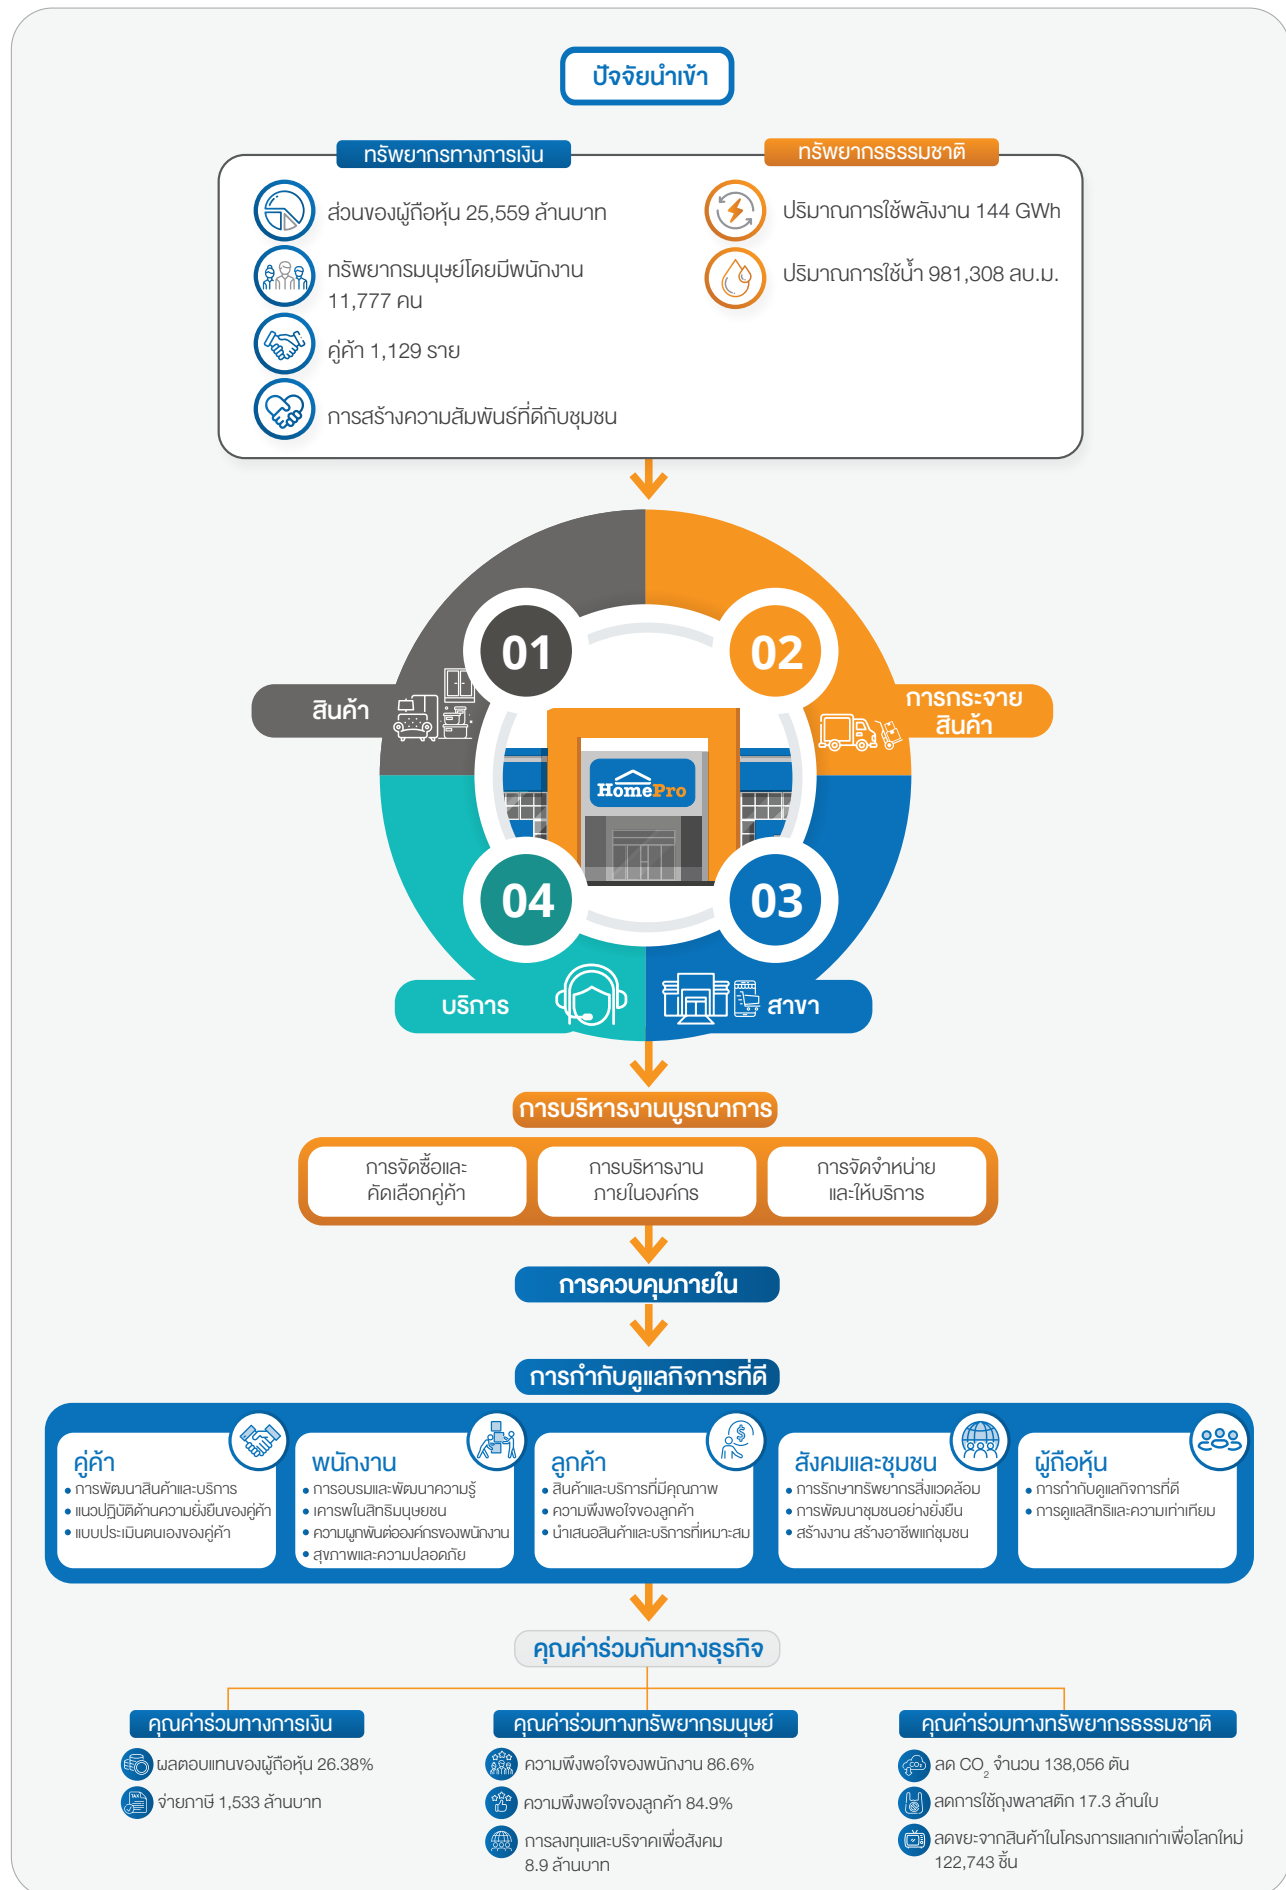 ปัจจัยนำเข้า
ทรัพยากรทางการเงิน
ส่วนของผู้ถือหุ้น 25,559 ล้านบาท
ทรัพยากรมนุษย์โดยมีพนักงาน
11,777 คน
คู่ค้า 1,129 ราย
การสร้างความสัมพันธ์ที่ดีกับชุมชน
ทรัพยากรธรรมชาติ
ปริมาณการใช้พลังงาน 144 GWh
ปริมาณการใช้น้ำ 981,308 ลบ.ม.
01
สินค้า
02
การกระจาย
สินค้า
HomePro
04
บริการ
03
สาขา
การบริหารงานบูรณาการ
การจัดซื้อและ
คัดเลือกคู่ค้า
การบริหารงาน
ภายในองค์กร
การจัดจำหน่าย
และให้บริการ
การควบคุมภายใน
การกำกับดูแลกิจการที่ดี
คู่ค้า
• การพัฒนาสินค้าและบริการ
• แนวปฏิบัติด้านความยั่งยืนของคู่ค้า
• แบบประเมินตนเองของคู่ค้า
พนักงาน
• การอบรมและพัฒนาความรู้
• เคารพในสิทธิมนุษยชน
• ความผูกพันต่อองค์กรของพนักงาน
• สุขภาพและความปลอดภัย
ลูกค้า
• สินค้าและบริการที่มีคุณภาพ
• ความพึงพอใจของลูกค้า
• นำเสนอสินค้าและบริการที่เหมาะสม
สังคมและชุมชน
• การรักษาทรัพยากรสิ่งแวดล้อม
• การพัฒนาชุมชนอย่างยั่งยืน
• สร้างงาน สร้างอาชีพแก่ชุมชน
ผู้ถือหุ้น
• การกำกับดูแลกิจการที่ดี
• การดูแลสิทธิและความเท่าเทียม
คุณค่าร่วมกันทางธุรกิจ
คุณค่าร่วมทางการเงิน
ผลตอบแทนของผู้ถือหุ้น 26.38%
TAX
จ่ายภาษี 1,533 ล้านบาท
คุณค่าร่วมทางทรัพยากรมนุษย์
ความพึงพอใจของพนักงาน 86.6%
ความพึงพอใจของลูกค้า 84.9%
การลงทุนและบริจาคเพื่อสังคม
8.9 ล้านบาท
คุณค่าร่วมทางทรัพยากรธรรมชาติ
CO₂
ลด CO₂ จำนวน 138,056 ตัน
ลดการใช้ถุงพลาสติก 17.3 ล้านใบ
ลดขยะจากสินค้าในโครงการแลกเก่าเพื่อโลกใหม่
122,743 ชิ้น